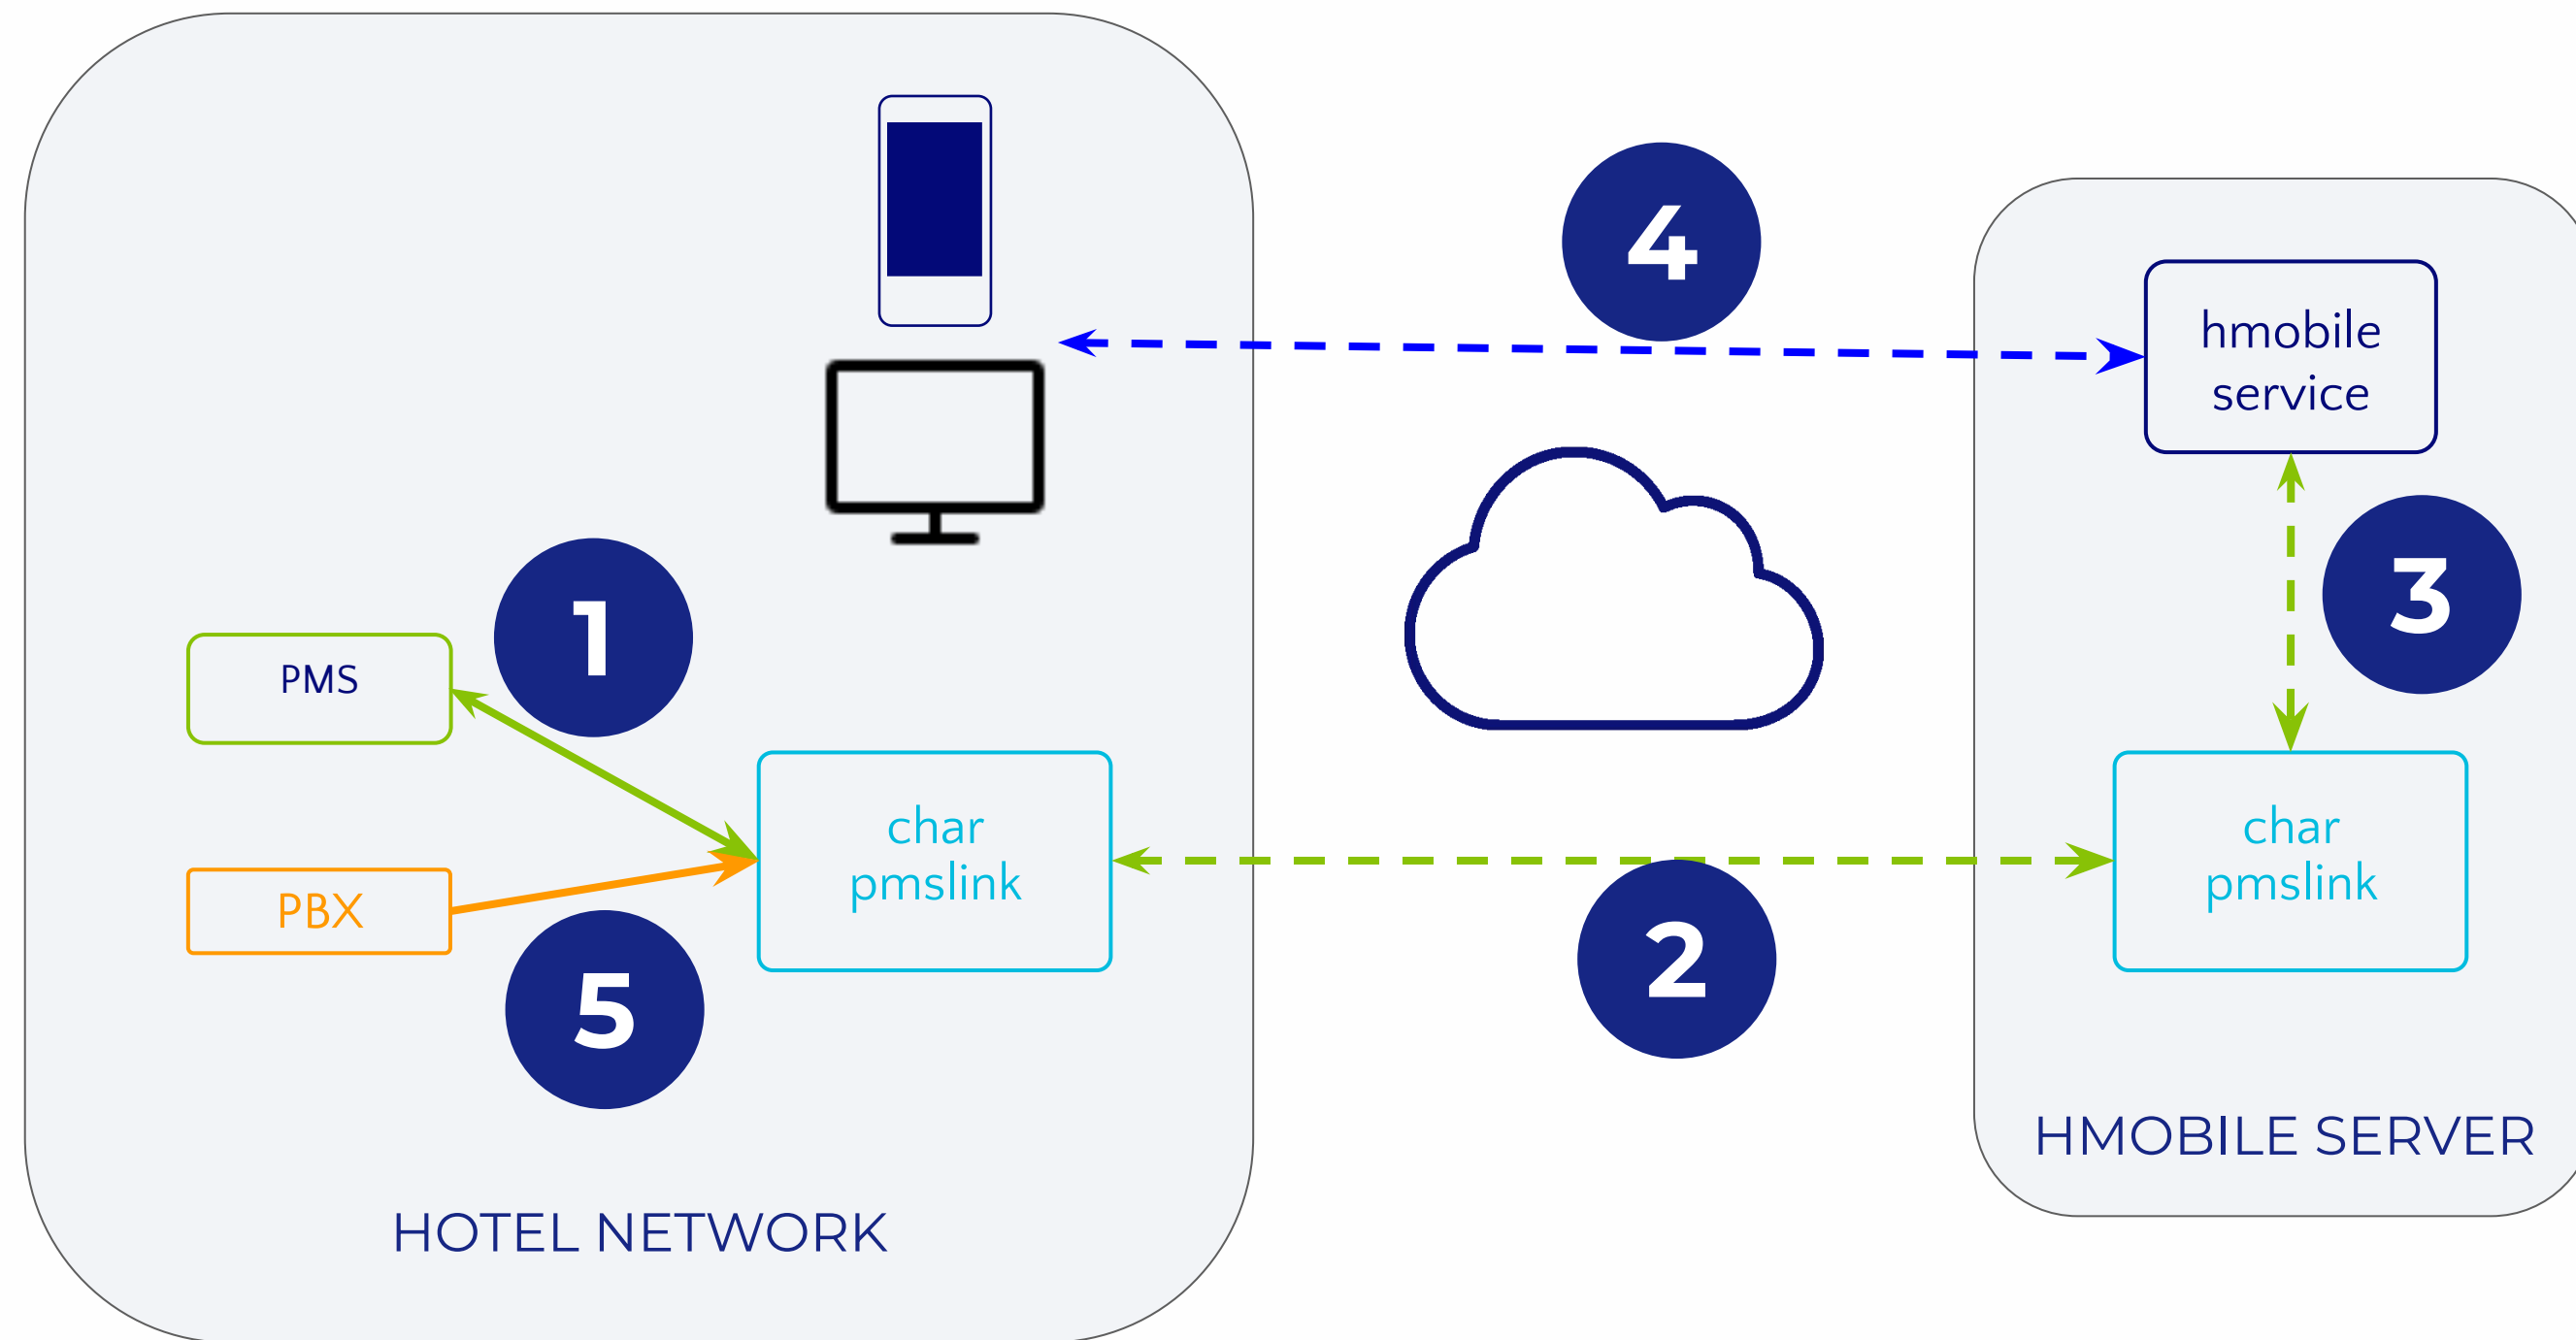 4
hmobile
service
1
3
PMS
char
pmslink
char
pmslink
PBX
2
5
HMOBILE SERVER
HOTEL NETWORK